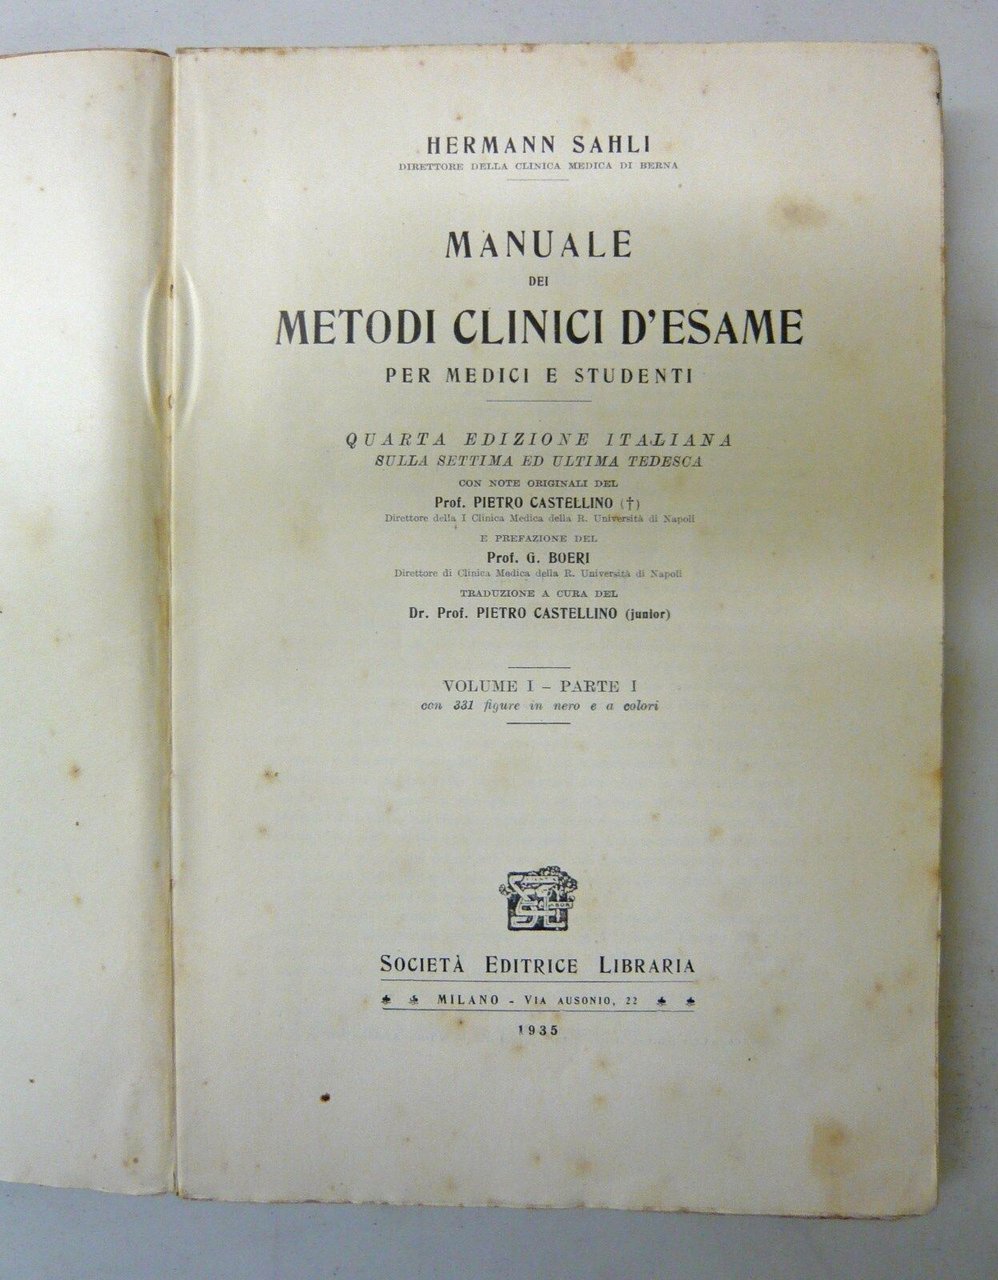 HERMANN SAHLI
DIRETTORE DELLA CLINICA MEDICA DI BERNA
MANUALE
DEI
METODI CLINICI D'ESAME
PER MEDICI E STUDENTI
QUARTA EDIZIONE ITALIANA
SULLA SETTIMA ED ULTIMA TEDESCA
CON NOTE ORIGINALI DEL
Prof. PIETRO CASTELLINO (†)
Direttore della I Clinica Medica della R. Università di Napoli
E PREFAZIONE DEL
Prof. G. BOERI
Direttore di Clinica Medica della R. Università di Napoli
TRADUZIONE A CURA DEL
Dr. Prof. PIETRO CASTELLINO (junior)
VOLUME I – PARTE I
con 331 figure in nero e a colori
SOCIETÀ EDITRICE LIBRARIA
MILANO - VIA AUSONIO, 22
1935